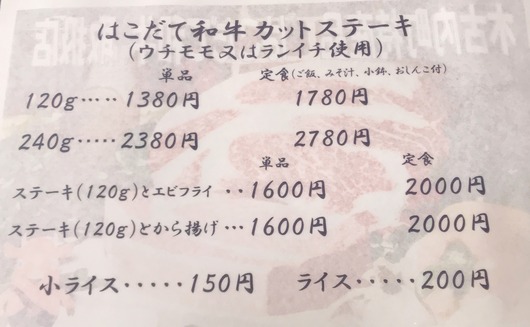 はこだて和牛カットステーキ
(ウチモモ又はランイチ使用)
単品 定食(ご飯、みそ汁、小鉢、おしんこ付)
120g‥‥ 1380円 1780円
240g‥‥‥ 2380円 2780円
単品 定食
ステーキ(120g)とエビフライ ‥1600円 2000円
ステーキ(120g)とから揚げ…1600円 2000円
小ライス・・・・・150円 ライス・・・・・200円